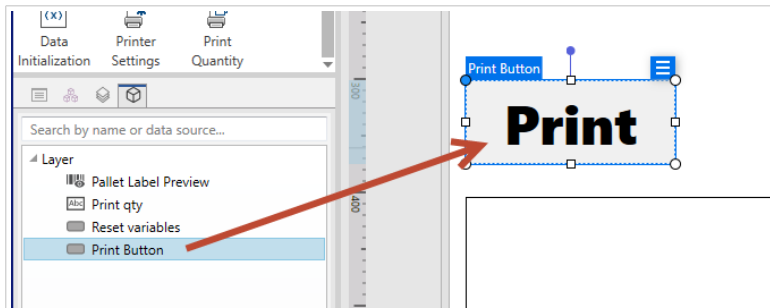 (x)
Data
Initialization
Printer
Settings
Print
Quantity
Search by name or data source...
Layer
Pallet Label Preview
Abc Print qty
Reset variables
Print Button
300
400
Print Button
Print